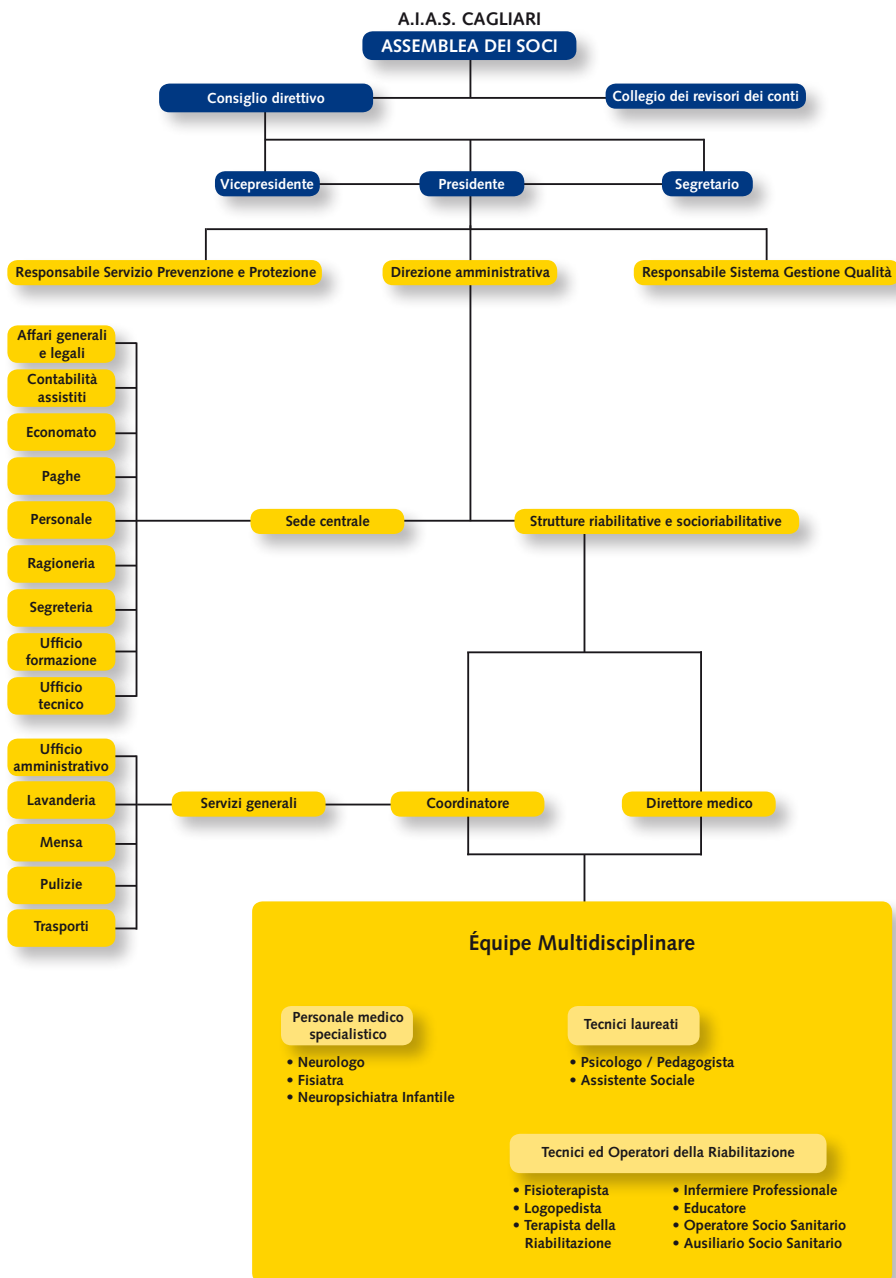 A.I.A.S. CAGLIARI
ASSEMBLEA DEI SOCI
Consiglio direttivo
Collegio dei revisori dei conti
Vicepresidente
Presidente
Segretario
Responsabile Servizio Prevenzione e Protezione
Direzione amministrativa
Responsabile Sistema Gestione Qualità
Affari generali
e legali
Contabilità
assistiti
Economato
Paghe
Personale
Ragioneria
Segreteria
Ufficio
formazione
Ufficio
tecnico
Sede centrale
Strutture riabilitative e socioriabilitative
Ufficio
amministrativo
Lavanderia
Mensa
Pulizie
Trasporti
Servizi generali
Coordinatore
Direttore medico
Équipe Multidisciplinare
Personale medico
specialistico
• Neurologo
• Fisiatra
• Neuropsichiatra Infantile
Tecnici laureati
• Psicologo / Pedagogista
• Assistente Sociale
Tecnici ed Operatori della Riabilitazione
• Fisioterapista
• Logopedista
• Terapista della
Riabilitazione
• Infermiere Professionale
• Educatore
• Operatore Socio Sanitario
• Ausiliario Socio Sanitario